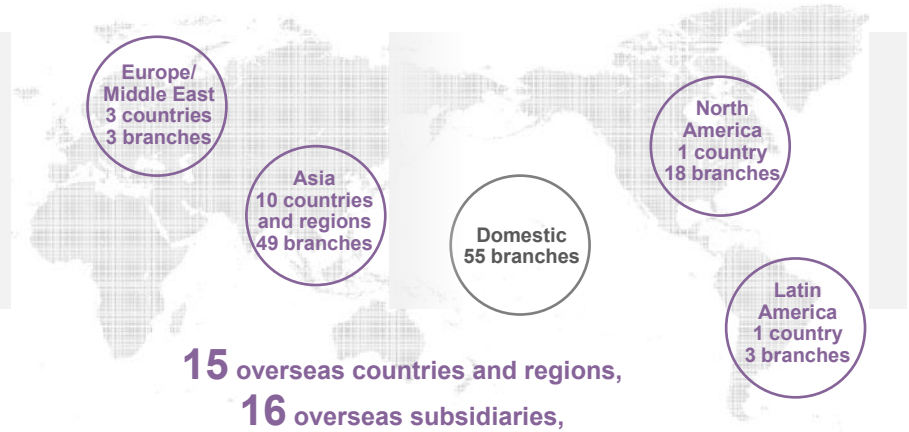 Europe/
Middle East
3 countries
3 branches
Asia
10 countries
and regions
49 branches
Domestic
55 branches
North
America
1 country
18 branches
Latin
America
1 country
3 branches
15 overseas countries and regions,
16 overseas subsidiaries,